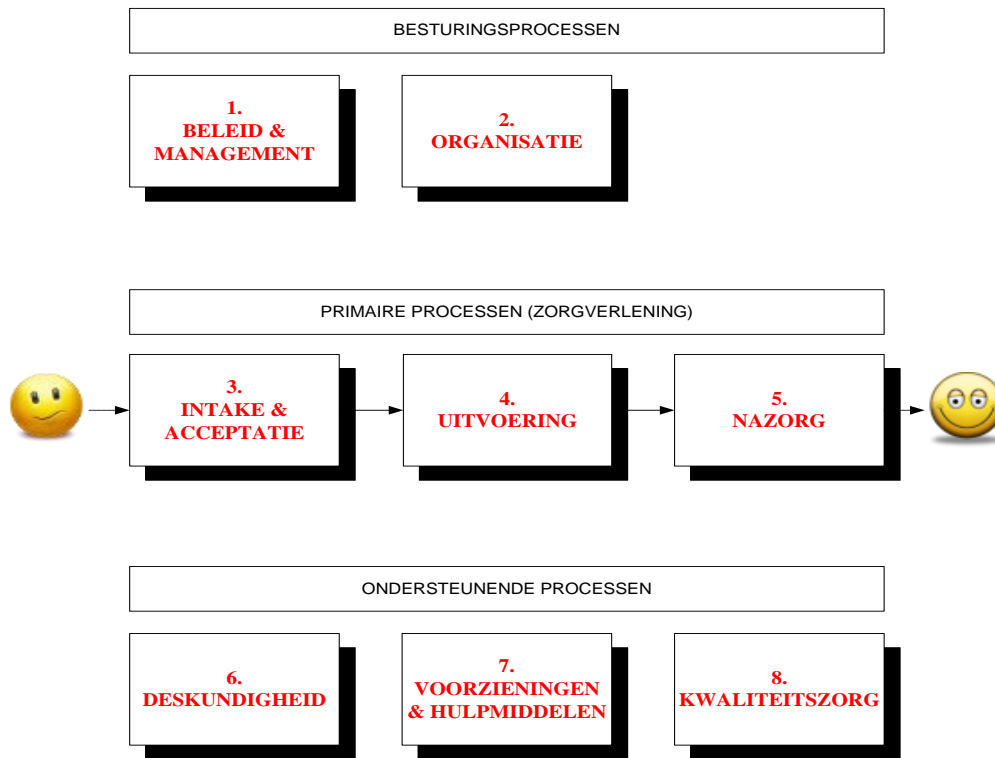 BESTURINGSPROCESSEN
1.
BELEID &
MANAGEMENT
2.
ORGANISATIE
PRIMAIRE PROCESSEN (ZORGVERLENING)
3.
INTAKE &
ACCEPTATIE
4.
UITVOERING
5.
NAZORG
ONDERSTEUNENDE PROCESSEN
6.
DESKUNDIGHEID
7.
VOORZIENINGEN
& HULPMIDDELEN
8.
KWALITEITSZORG